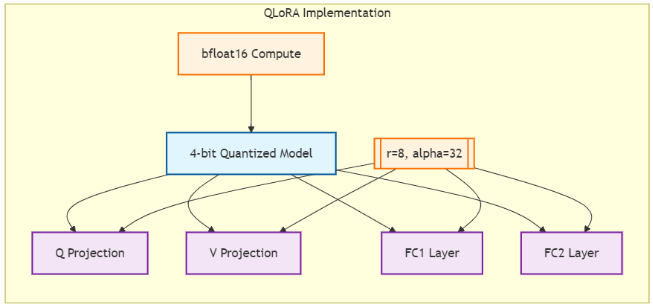 QLoRA Implementation
bfloat16 Compute
4-bit Quantized Model
r=8, alpha=32
Q Projection
V Projection
FC1 Layer
FC2 Layer